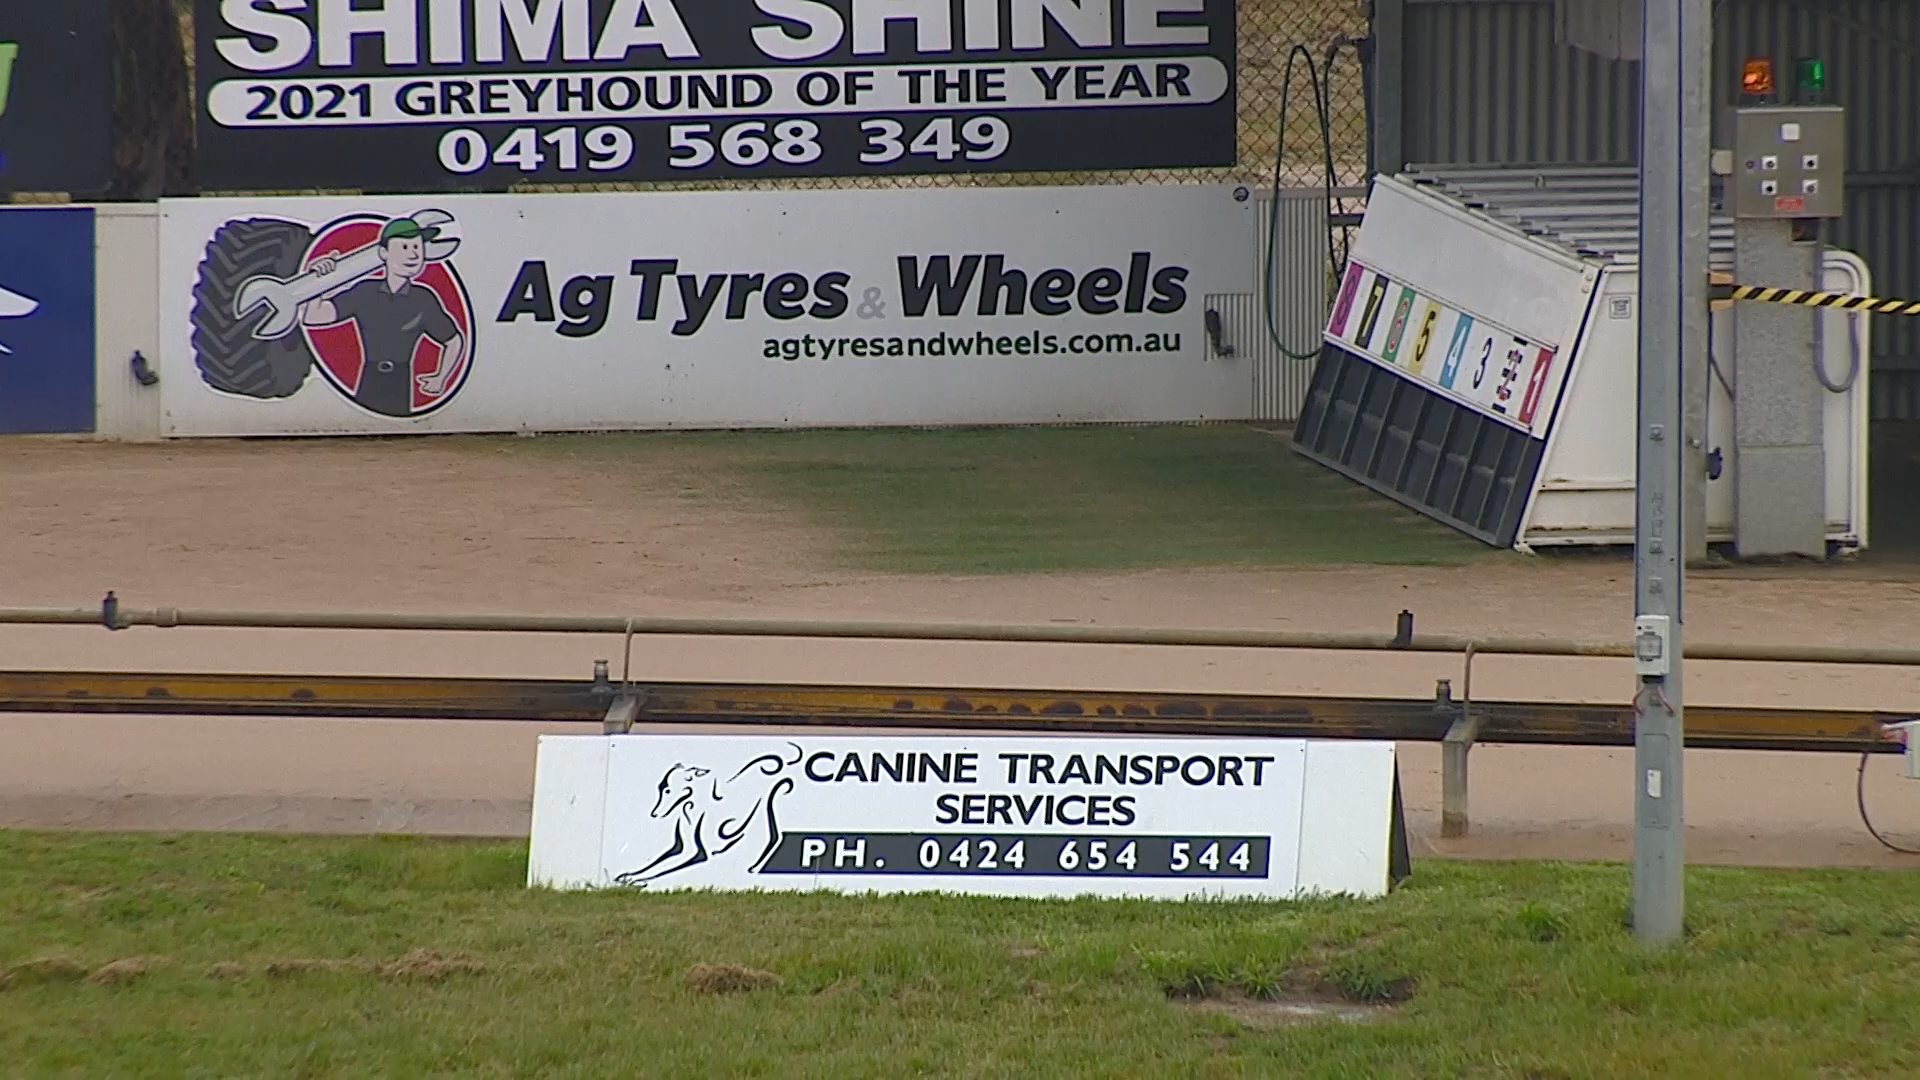 SHIMA SHINE
2021 GREYHOUND OF THE YEAR
0419 568 349
Ag Tyres & Wheels
agtyresandwheels.com.au
8 7 6 5 4 3 2 1
CANINE TRANSPORT
SERVICES
PH. 0424 654 544